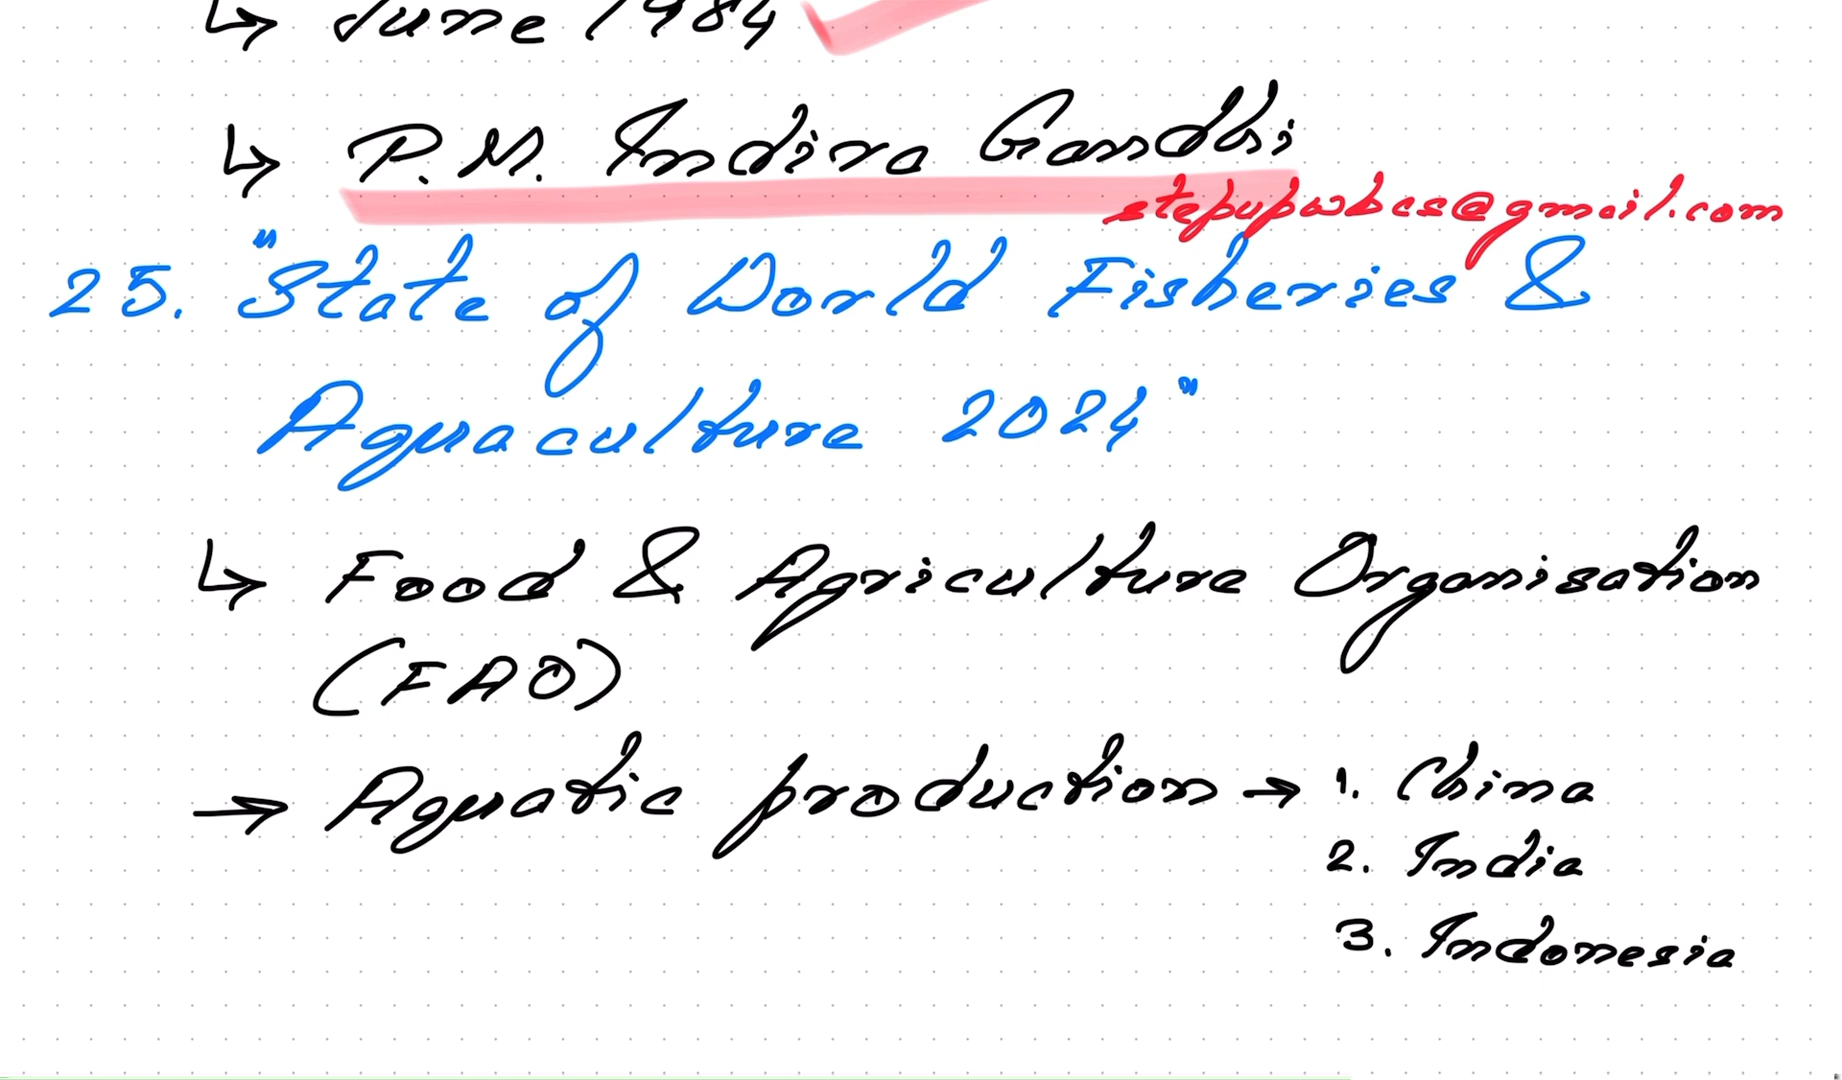 ↳ June 1984
↳ P.M. Indira Gandhi
stepupwbcs@gmail.com
25. "State of World Fisheries &
Aquaculture 2024"
↳ Food & Agriculture Organisation
(FAO)
→ Aquatic production → 1. China
2. India
3. Indonesia